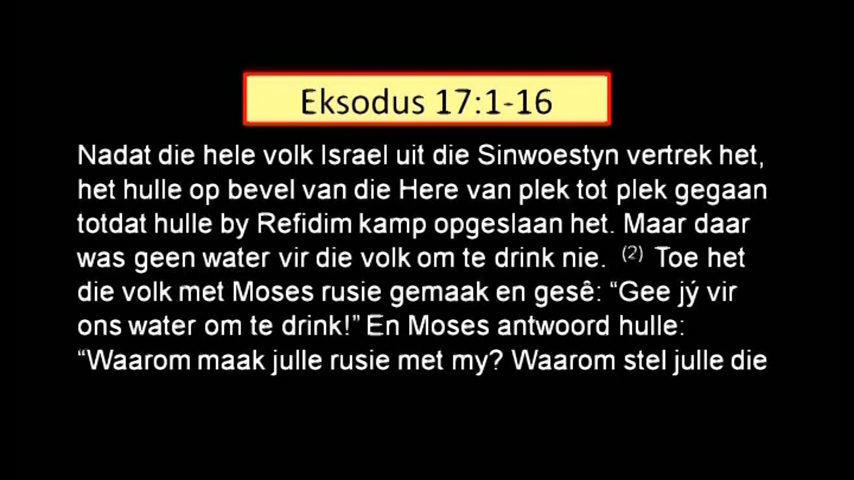 Eksodus 17:1-16
Nadat die hele volk Israel uit die Sinwoestyn vertrek het,
het hulle op bevel van die Here van plek tot plek gegaan
totdat hulle by Refidim kamp opgeslaan het. Maar daar
was geen water vir die volk om te drink nie. (2) Toe het
die volk met Moses rusie gemaak en gesê: “Gee jý vir
ons water om te drink!” En Moses antwoord hulle:
“Waarom maak julle rusie met my? Waarom stel julle die